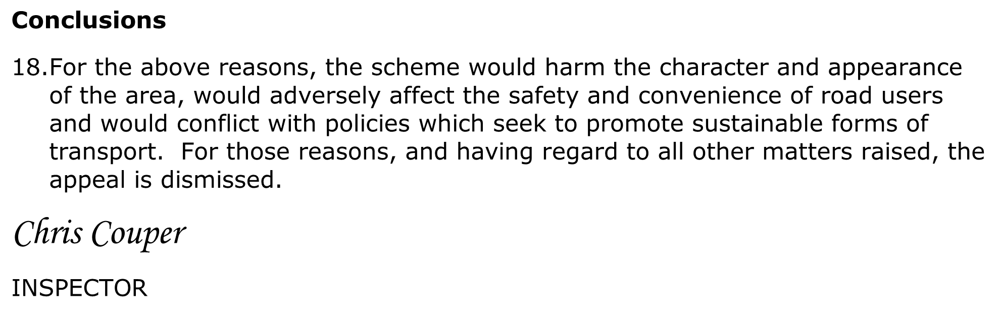 Conclusions
18.For the above reasons, the scheme would harm the character and appearance
of the area, would adversely affect the safety and convenience of road users
and would conflict with policies which seek to promote sustainable forms of
transport.  For those reasons, and having regard to all other matters raised, the
appeal is dismissed.
Chris Couper
INSPECTOR